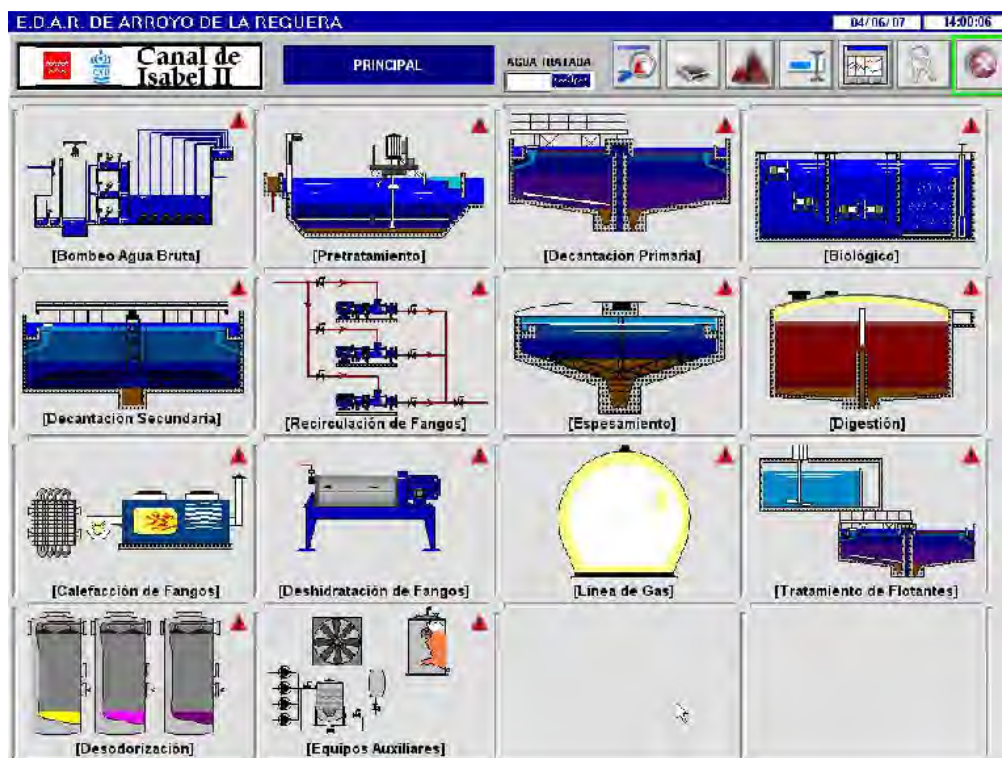 E.D.A.R. DE ARROYO DE LA REGUERA
04/06/07
14:00:06
Canal de
Isabel II
PRINCIPAL
AGUA TRATADA
[Bombeo Agua Bruta]
[Pretratamiento]
[Decantación Primaria]
[Biológico]
[Decantación Secundaria]
[Recirculación de Fangos]
[Espesamiento]
[Digestión]
[Calefacción de Fangos]
[Deshidratación de Fangos]
[Linea de Gas]
[Tratamiento de Flotantes]
[Desodorización]
[Equipos Auxiliares]